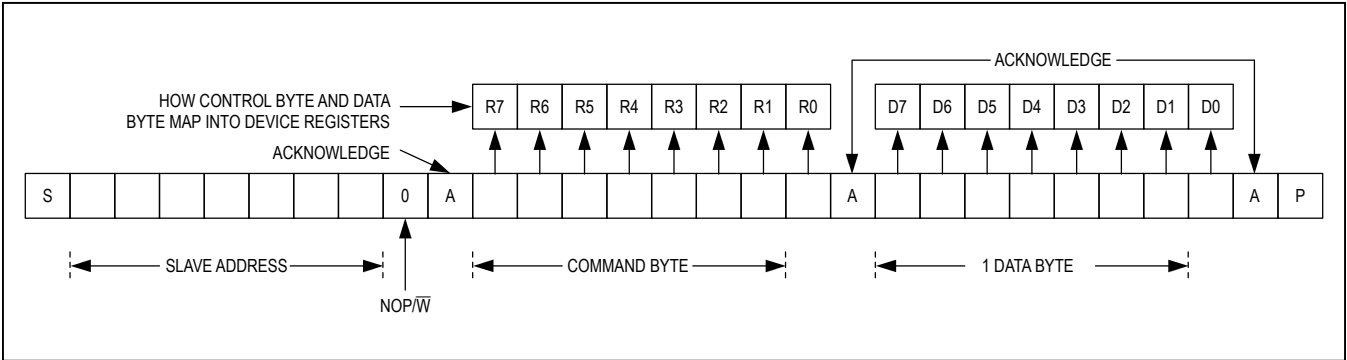 ACKNOWLEDGE
HOW CONTROL BYTE AND DATA
BYTE MAP INTO DEVICE REGISTERS
R7 R6 R5 R4 R3 R2 R1 R0
D7 D6 D5 D4 D3 D2 D1 D0
ACKNOWLEDGE
S 0 A A A P
SLAVE ADDRESS
COMMAND BYTE
1 DATA BYTE
NOP/W̅